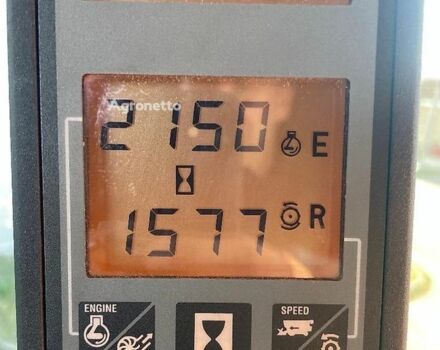 Agronetto
2150 E
1577 R
ENGINE SPEED